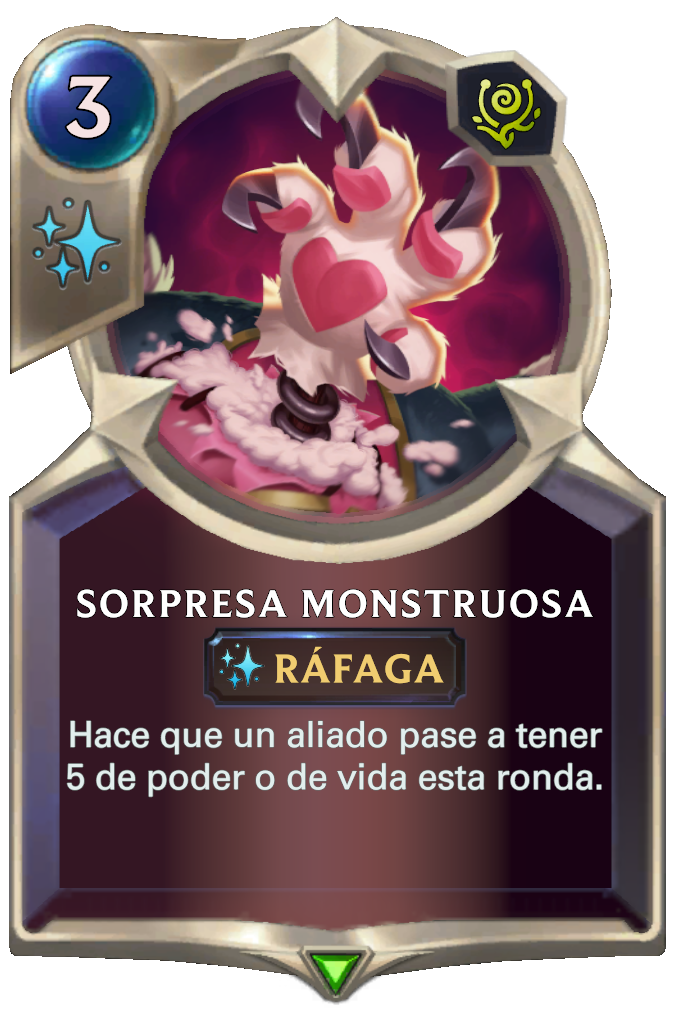 3
SORPRESA MONSTRUOSA
RÁFAGA
Hace que un aliado pase a tener
5 de poder o de vida esta ronda.